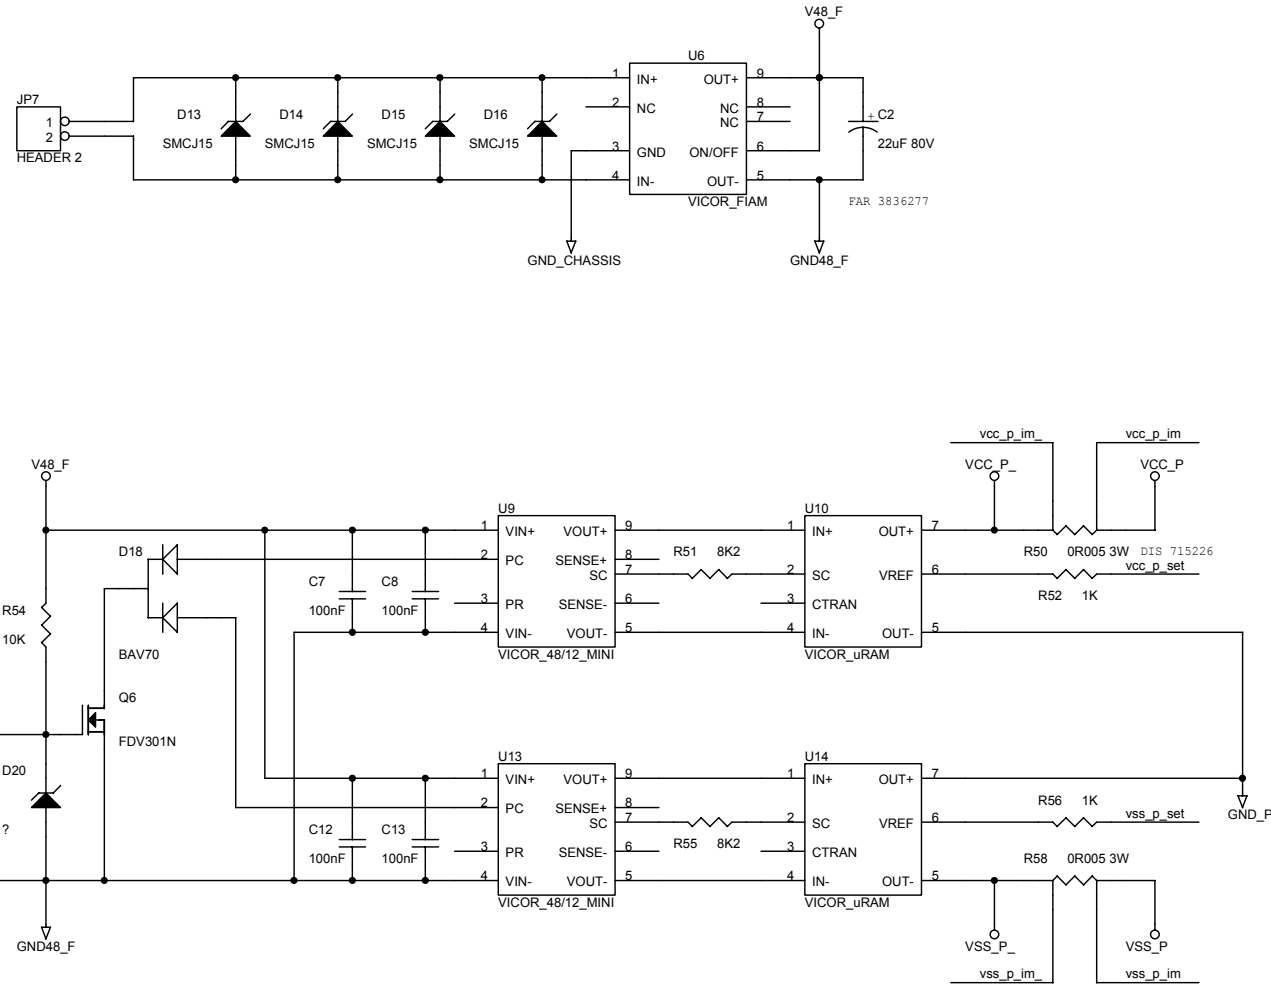 V48_F
U6
JP7
1
2
HEADER 2
D13
SMCJ15
D14
SMCJ15
D15
SMCJ15
D16
SMCJ15
1 IN+ OUT+ 9
2 NC NC 8
NC 7
3 GND ON/OFF 6
4 IN- OUT- 5
VICOR_FIAM
+ C2
22uF 80V
FAR 3836277
GND_CHASSIS
GND48_F
vcc_p_im_
vcc_p_im
V48_F
VCC_P_
VCC_P
U9
1 VIN+ VOUT+ 9
2 PC SENSE+ 8
SC 7
3 PR SENSE- 6
4 VIN- VOUT- 5
VICOR_48/12_MINI
U10
1 IN+ OUT+ 7
2 SC VREF 6
3 CTRAN
4 IN- OUT- 5
VICOR_uRAM
R51 8K2
R50 0R005 3W DIS 715226
vcc_p_set
R52 1K
D18
BAV70
C7
100nF
C8
100nF
R54
10K
Q6
FDV301N
D20
?
U13
1 VIN+ VOUT+ 9
2 PC SENSE+ 8
SC 7
3 PR SENSE- 6
4 VIN- VOUT- 5
VICOR_48/12_MINI
U14
1 IN+ OUT+ 7
2 SC VREF 6
3 CTRAN
4 IN- OUT- 5
VICOR_uRAM
C12
100nF
C13
100nF
R55 8K2
R56 1K
vss_p_set
GND_P
R58 0R005 3W
GND48_F
VSS_P_
VSS_P
vss_p_im_
vss_p_im